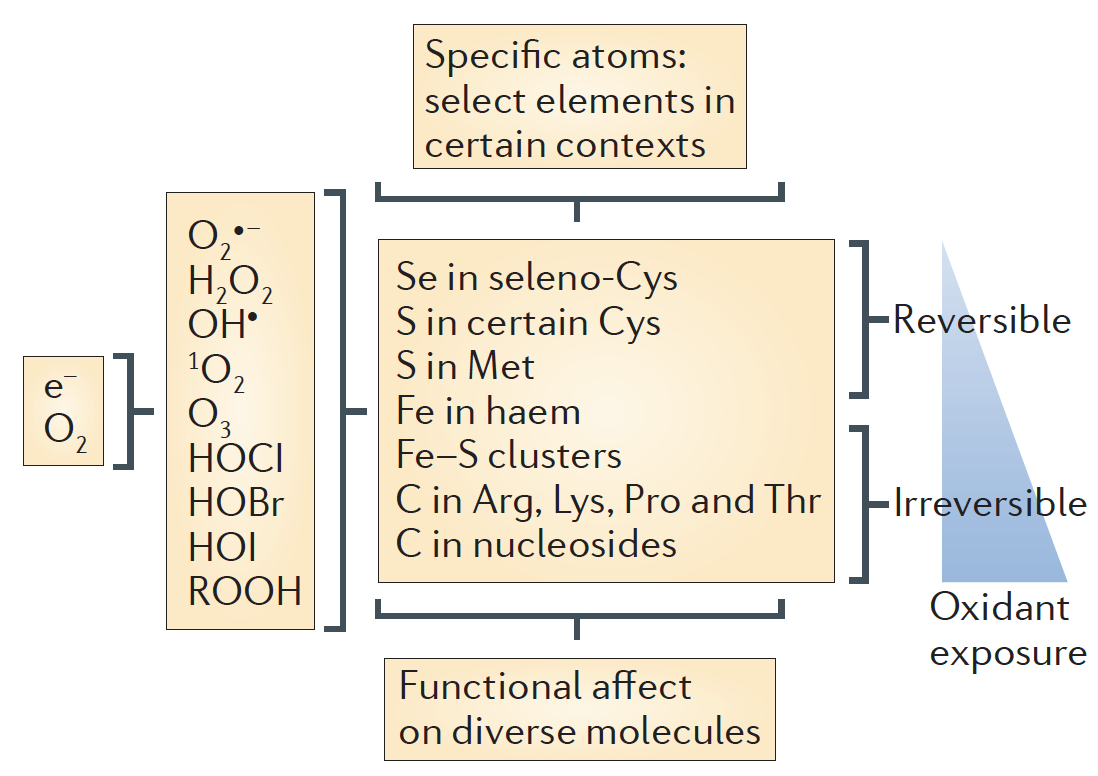 Specific atoms:
select elements in
certain contexts
e⁻
O₂
O₂•⁻
H₂O₂
OH•
¹O₂
O₃
HOCl
HOBr
HOI
ROOH
Se in seleno-Cys
S in certain Cys
S in Met
Fe in haem
Fe–S clusters
C in Arg, Lys, Pro and Thr
C in nucleosides
Reversible
Irreversible
Oxidant
exposure
Functional affect
on diverse molecules